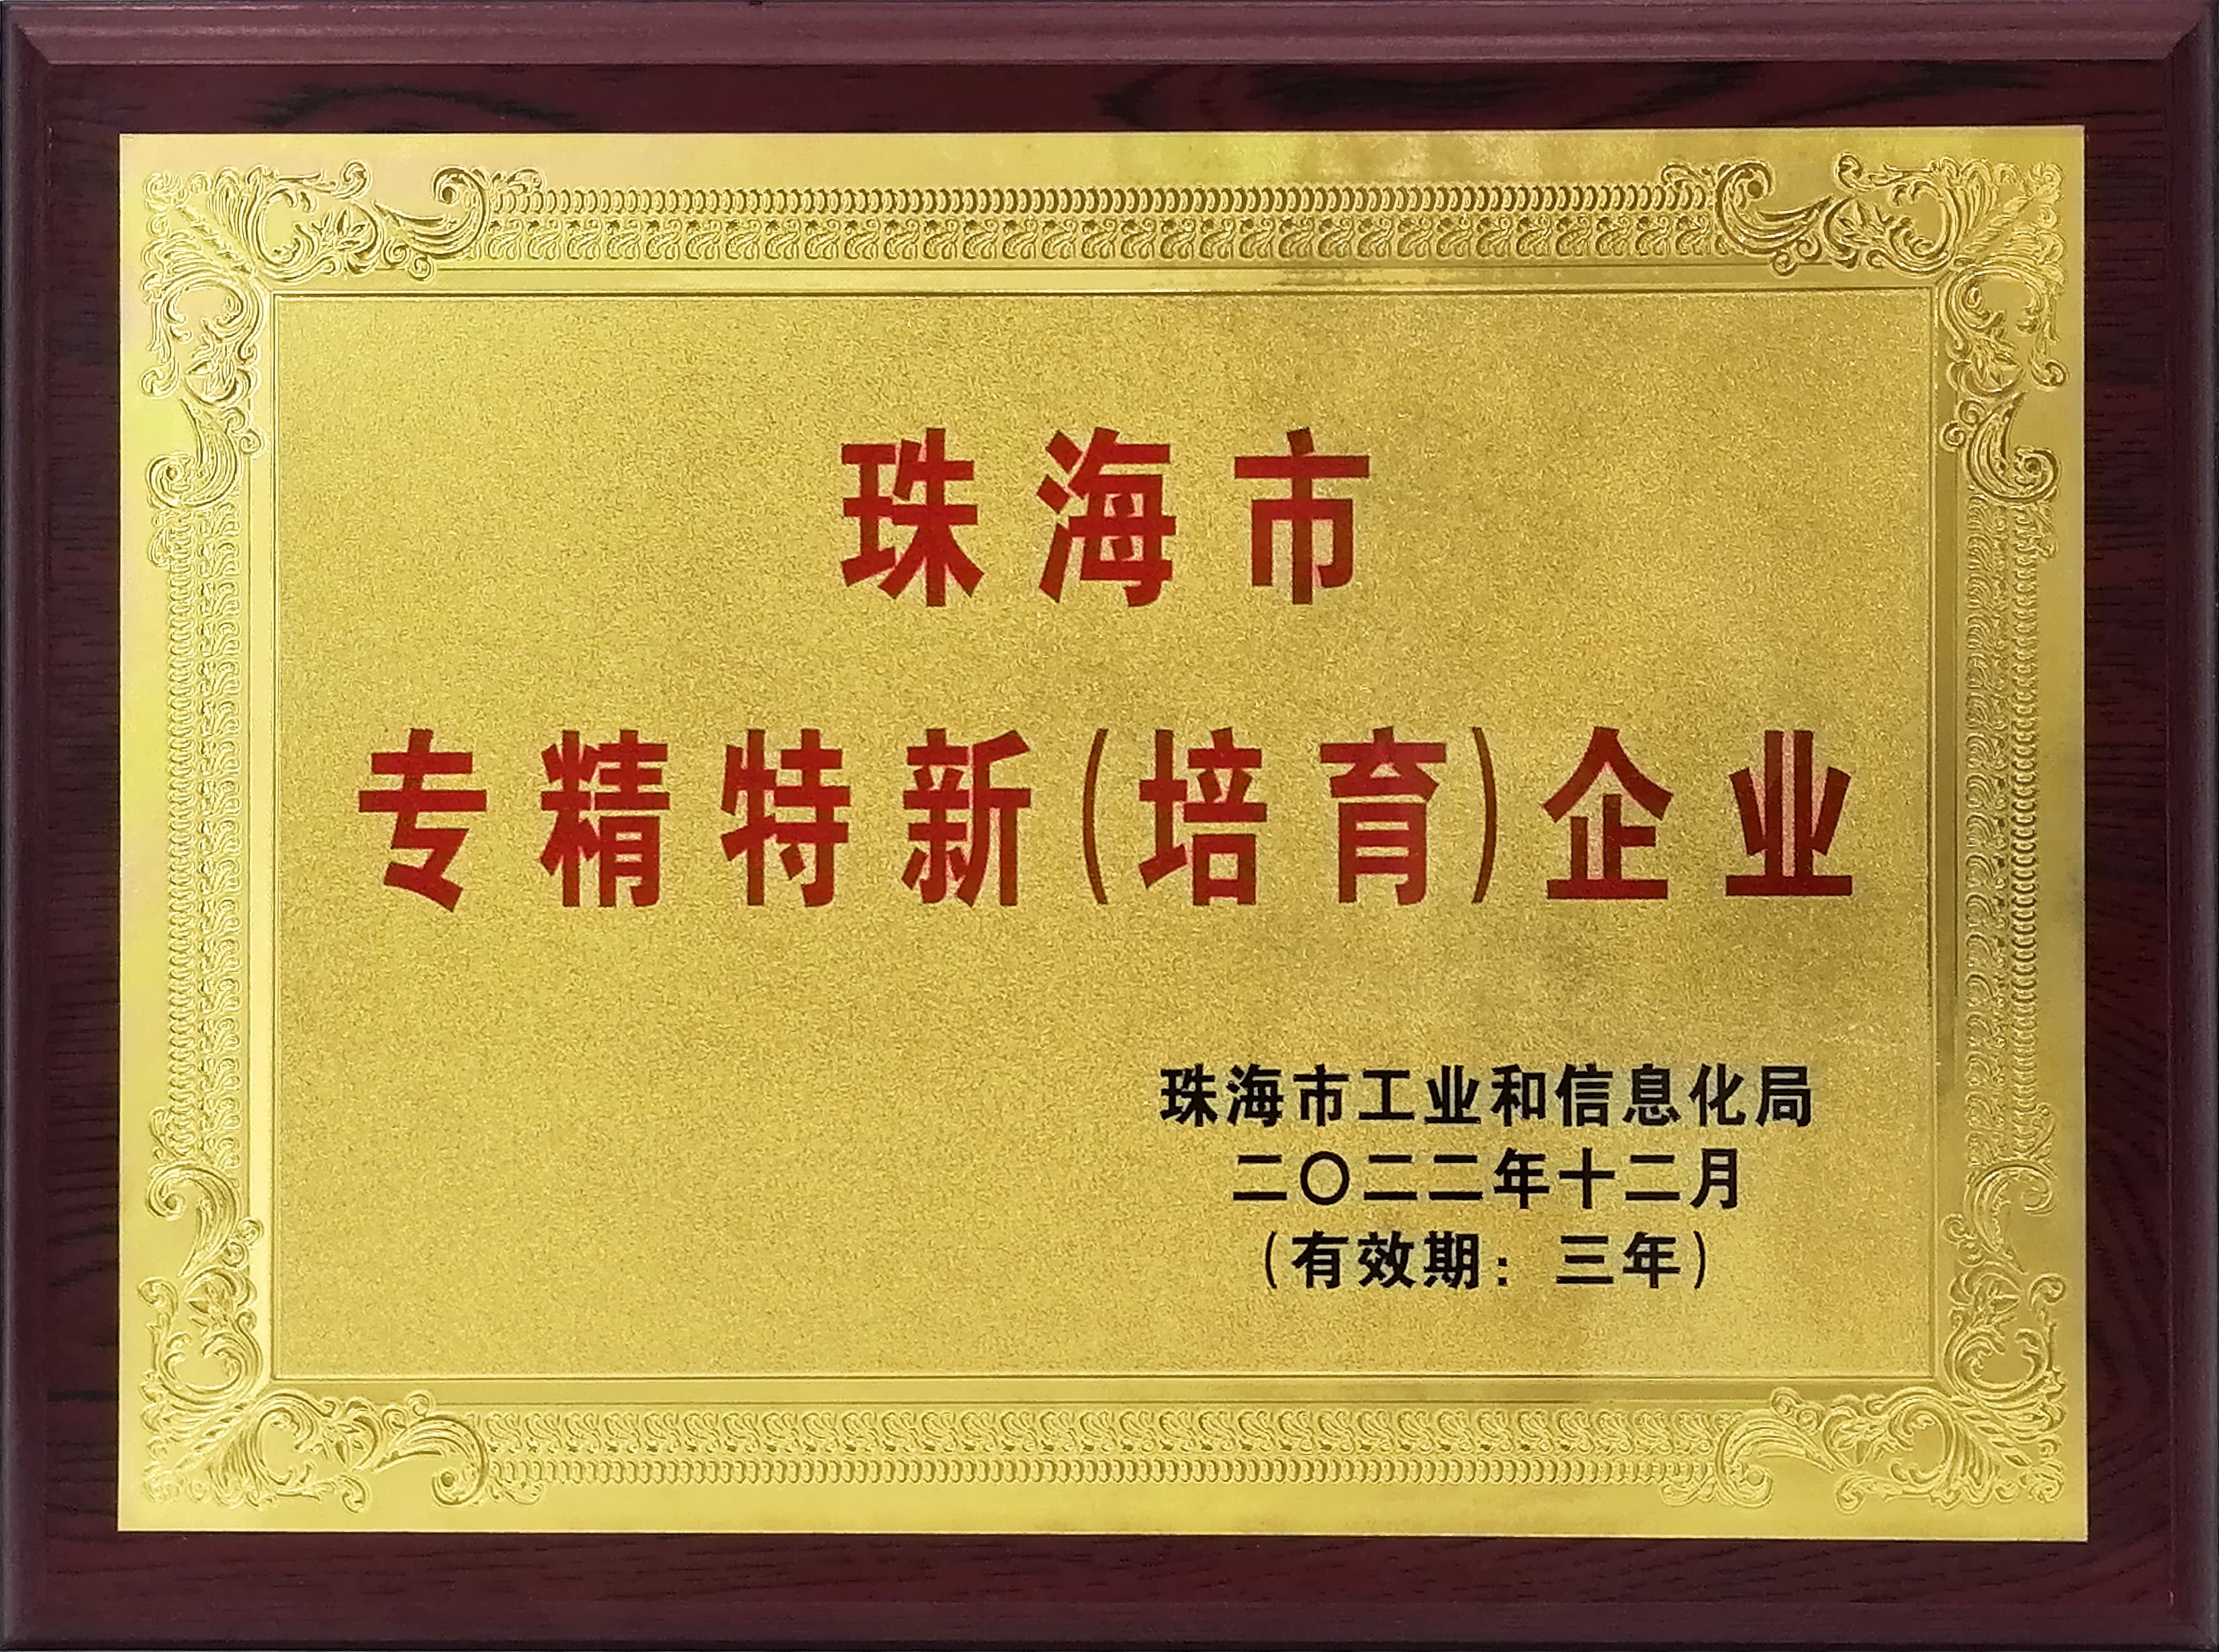 珠海市
专精特新(培育)企业
珠海市工业和信息化局
二〇二二年十二月
(有效期：三年)